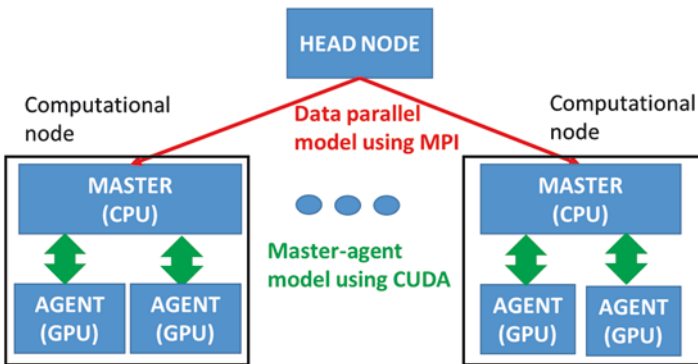 HEAD NODE
Computational
node
Data parallel
model using MPI
Computational
node
MASTER
(CPU)
MASTER
(CPU)
Master-agent
model using CUDA
AGENT
(GPU)
AGENT
(GPU)
AGENT
(GPU)
AGENT
(GPU)